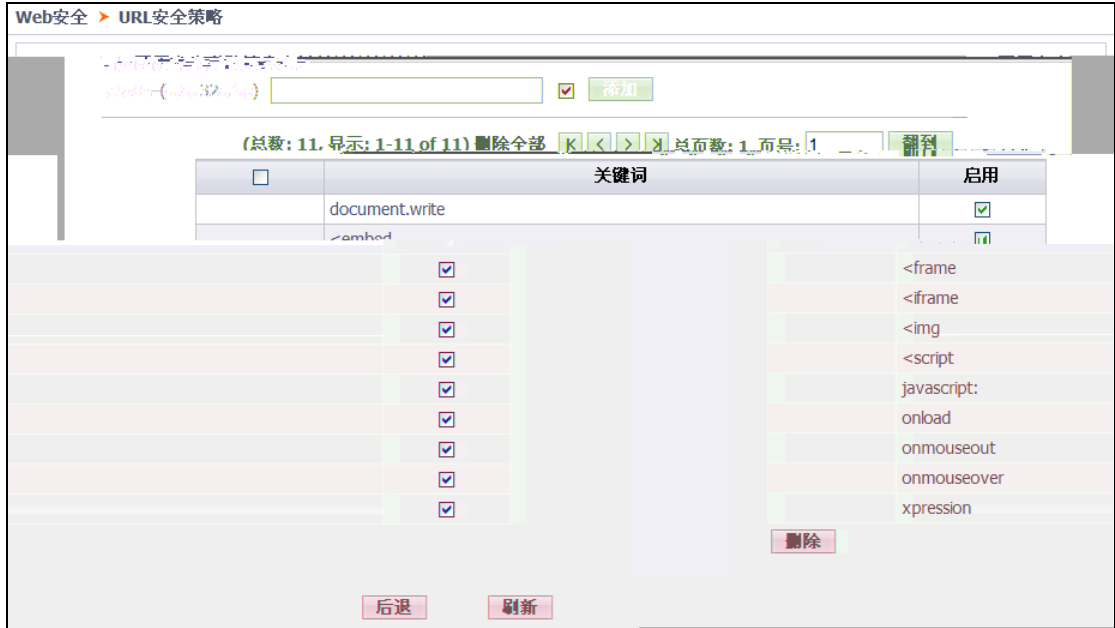 Web安全 ➤ URL安全策略
添加
(总数: 11, 显示: 1-11 of 11) 删除全部 K < > X 总页数: 1 页号: 1 翻到
关键词 启用
document.write
<embed
<frame
<iframe
<img
<script
javascript:
onload
onmouseout
onmouseover
xpression
删除
后退 刷新